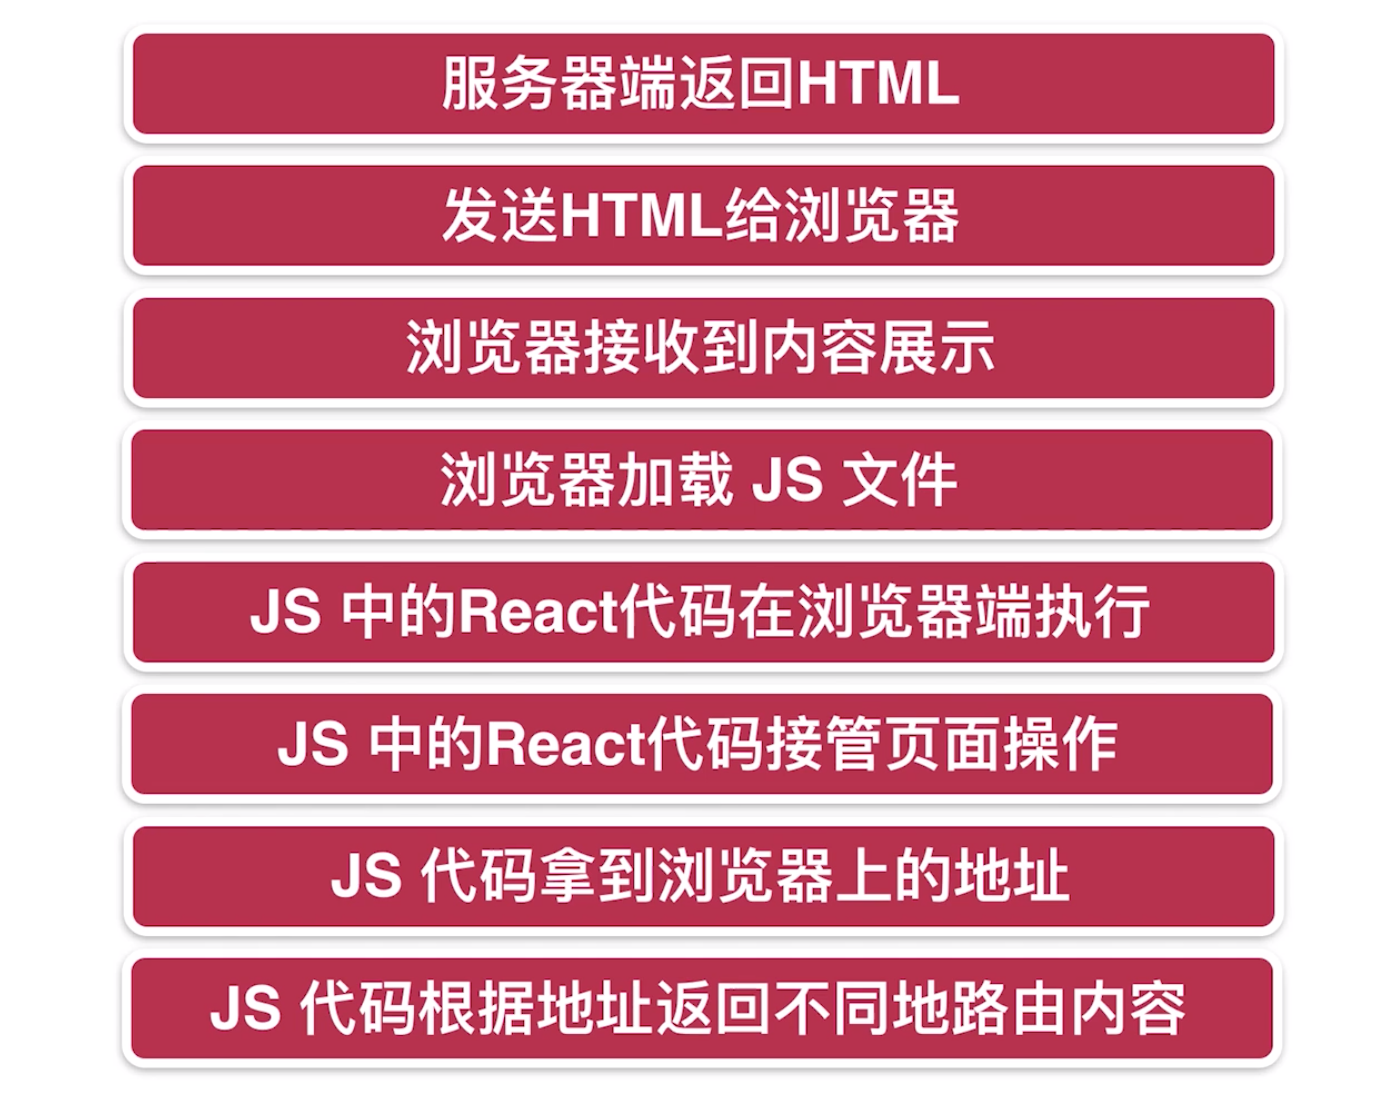 服务器端返回HTML
发送HTML给浏览器
浏览器接收到内容展示
浏览器加载 JS 文件
JS 中的React代码在浏览器端执行
JS 中的React代码接管页面操作
JS 代码拿到浏览器上的地址
JS 代码根据地址返回不同地路由内容